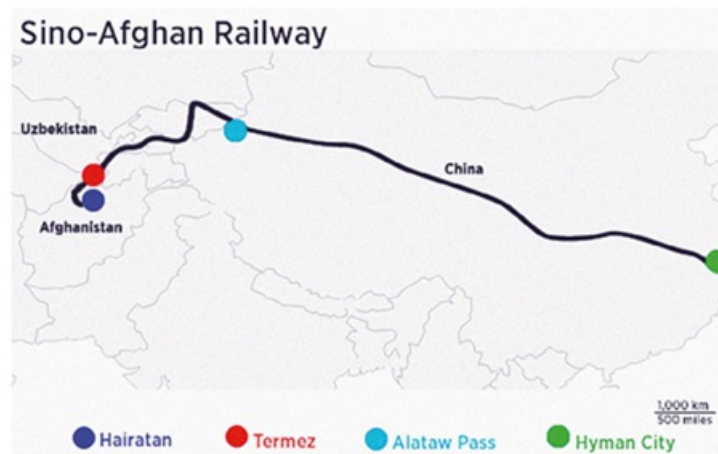 Sino-Afghan Railway
Uzbekistan
China
Afghanistan
1,000 km
500 miles
Hairatan
Termez
Alataw Pass
Hyman City